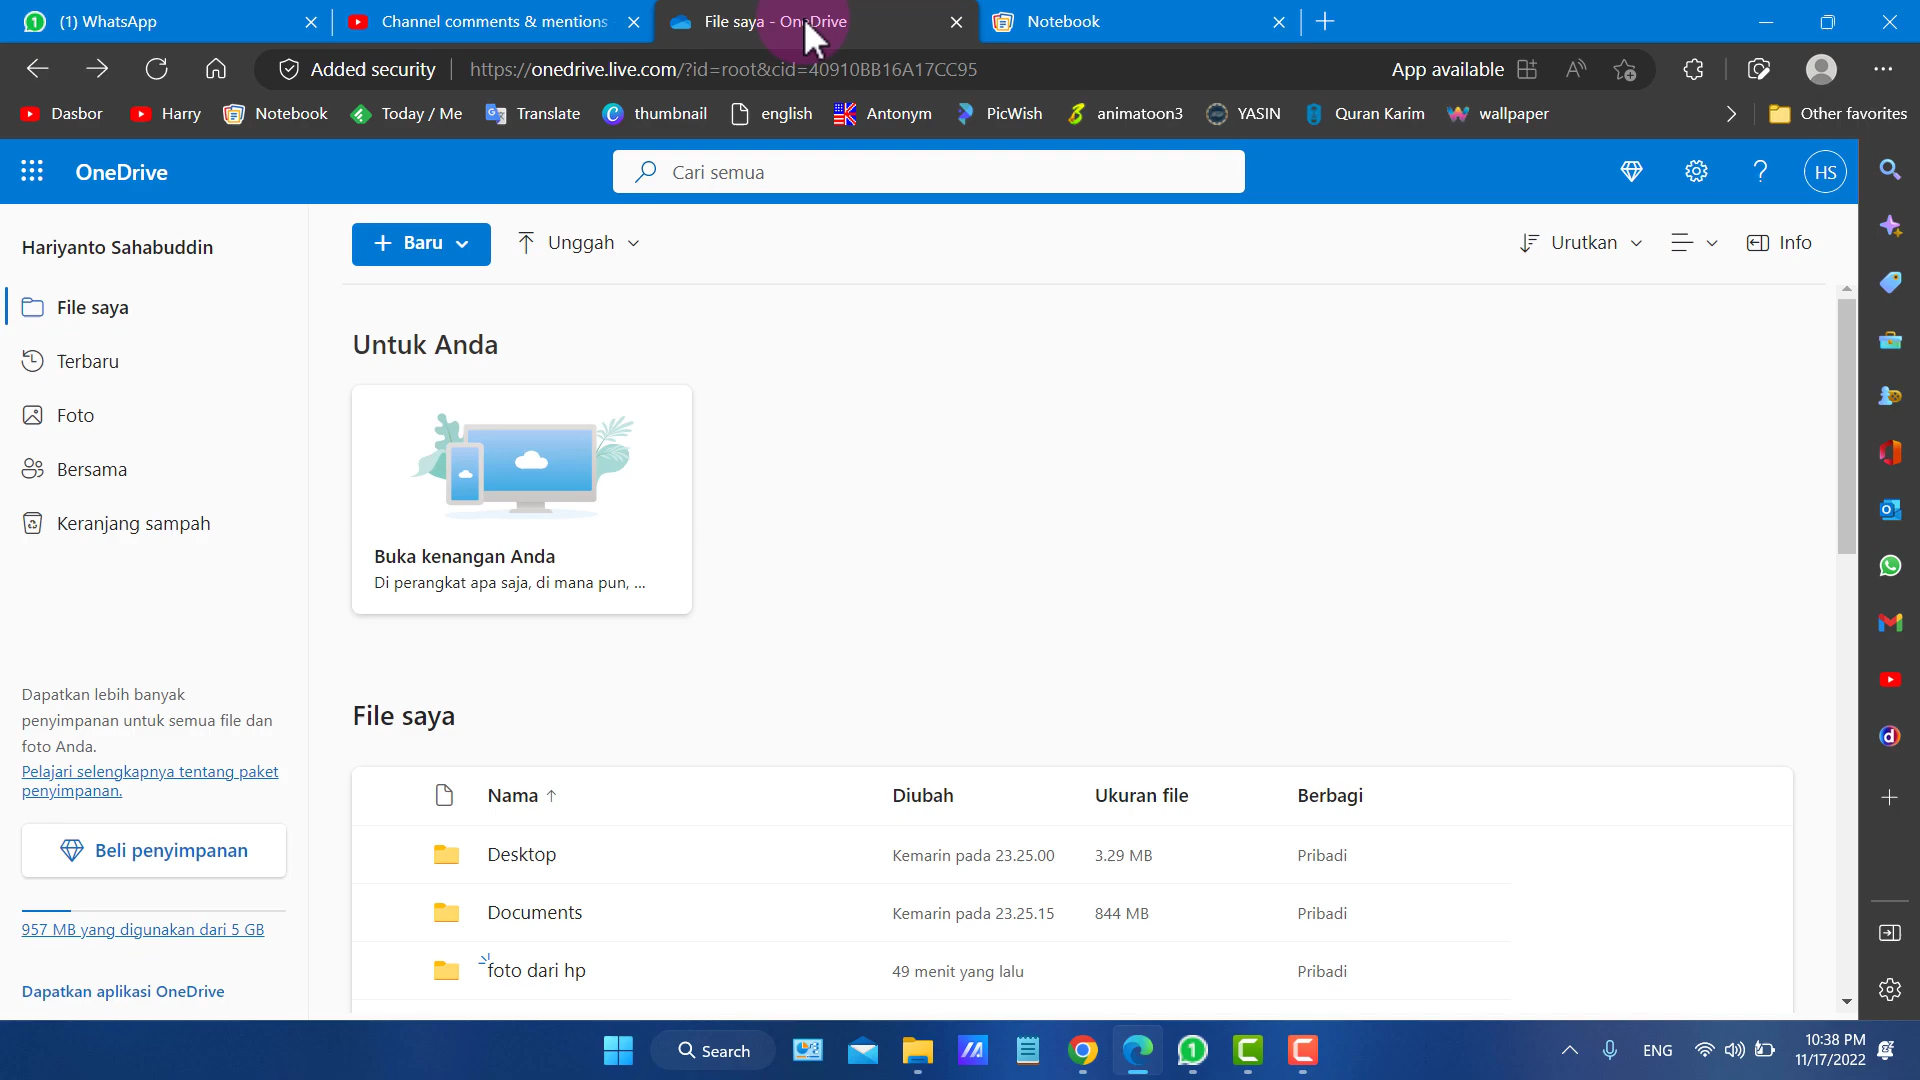 (1) WhatsApp
Channel comments & mentions
File saya - OneDrive
Notebook
Added security
https://onedrive.live.com/?id=root&cid=40910BB16A17CC95
App available
Dasbor
Harry
Notebook
Today / Me
Translate
thumbnail
english
Antonym
PicWish
animatoon3
YASIN
Quran Karim
wallpaper
Other favorites
OneDrive
Cari semua
HS
Hariyanto Sahabuddin
Baru
Unggah
Urutkan
Info
File saya
Terbaru
Foto
Bersama
Keranjang sampah
Untuk Anda
Buka kenangan Anda
Di perangkat apa saja, di mana pun, ...
Dapatkan lebih banyak
penyimpanan untuk semua file dan
foto Anda.
Pelajari selengkapnya tentang paket
penyimpanan.
Beli penyimpanan
957 MB yang digunakan dari 5 GB
Dapatkan aplikasi OneDrive
File saya
Nama Diubah Ukuran file Berbagi
Desktop Kemarin pada 23.25.00 3.29 MB Pribadi
Documents Kemarin pada 23.25.15 844 MB Pribadi
foto dari hp 49 menit yang lalu Pribadi
Search
ENG
10:38 PM
11/17/2022